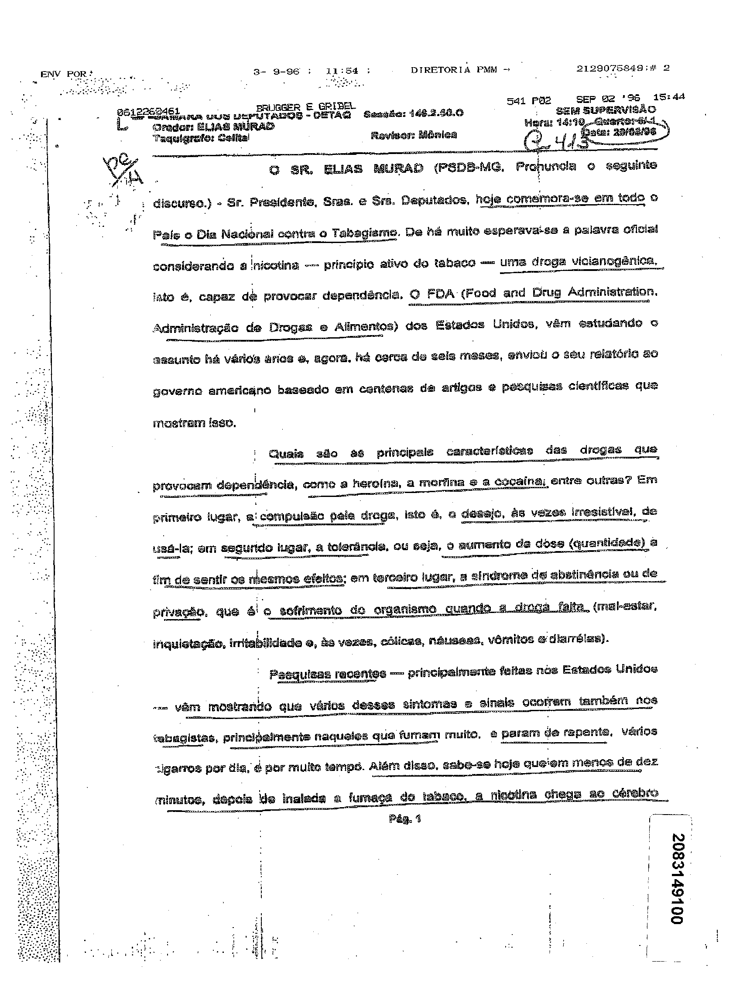 ENV POR: 3- 9-96 ; 11:54 ; DIRETORIA PMM → 2129075849:# 2
0612260461 BRUGGER E GRIBEL 541 P02 SEP 02 '96 15:44
CÂMARA DOS DEPUTADOS - DETAQ Sessão: 146.2.50.O SEM SUPERVISÃO
Orador: ELIAS MURAD Hora: 14:10 Quarto: 6/-1
Taquígrafo: Revisor: Mônica Data: 29/08/96
O SR. ELIAS MURAD (PSDB-MG. Pronuncia o seguinte
discurso.) - Sr. Presidente, Sras. e Srs. Deputados, hoje comemora-se em todo o
País o Dia Nacional contra o Tabagismo. De há muito esperava-se a palavra oficial
considerando a nicotina — princípio ativo do tabaco — uma droga vicianogênica,
isto é, capaz de provocar dependência. O FDA (Food and Drug Administration,
Administração de Drogas e Alimentos) dos Estados Unidos, vêm estudando o
assunto há vários anos e, agora, há cerca de seis meses, enviou o seu relatório ao
governo americano baseado em centenas de artigos e pesquisas científicas que
mostram isso.
Quais são as principais características das drogas que
provocam dependência, como a heroína, a morfina e a cocaína, entre outras? Em
primeiro lugar, a compulsão pela droga, isto é, o desejo, às vezes irresistível, de
usá-la; em segundo lugar, a tolerância, ou seja, o aumento da dose (quantidade) a
fim de sentir os mesmos efeitos; em terceiro lugar, a síndrome de abstinência ou de
privação, que é o sofrimento do organismo quando a droga falta (mal-estar,
inquietação, irritabilidade e, às vezes, cólicas, náuseas, vômitos e diarréias).
Pesquisas recentes — principalmente feitas nos Estados Unidos
— vêm mostrando que vários desses sintomas e sinais ocorrem também nos
tabagistas, principalmente naqueles que fumam muito, e param de repente, vários
cigarros por dia, e por muito tempo. Além disso, sabe-se hoje que em menos de dez
minutos, depois de inalada a fumaça do tabaco, a nicotina chega ao cérebro
Pág. 1
2083149100